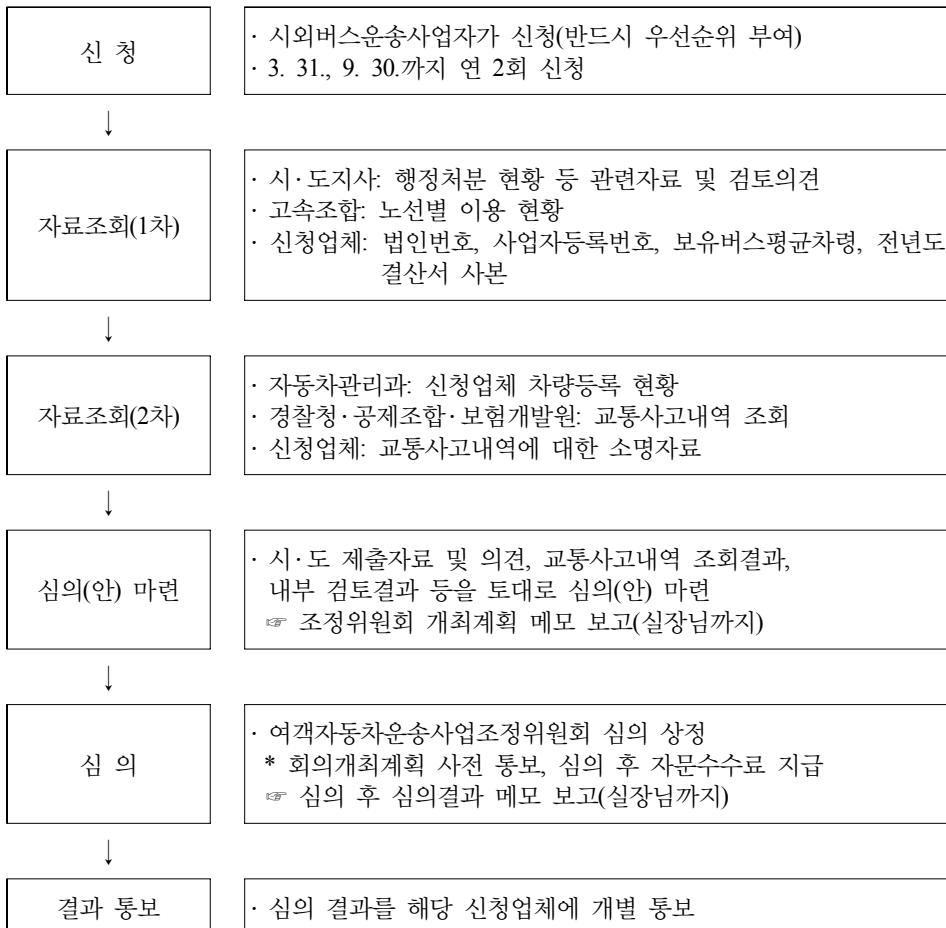 신 청
· 시외버스운송사업자가 신청(반드시 우선순위 부여)
· 3. 31., 9. 30.까지 연 2회 신청
↓
자료조회(1차)
· 시·도지사: 행정처분 현황 등 관련자료 및 검토의견
· 고속조합: 노선별 이용 현황
· 신청업체: 법인번호, 사업자등록번호, 보유버스평균차령, 전년도
결산서 사본
↓
자료조회(2차)
· 자동차관리과: 신청업체 차량등록 현황
· 경찰청·공제조합·보험개발원: 교통사고내역 조회
· 신청업체: 교통사고내역에 대한 소명자료
↓
심의(안) 마련
· 시·도 제출자료 및 의견, 교통사고내역 조회결과,
내부 검토결과 등을 토대로 심의(안) 마련
☞ 조정위원회 개최계획 메모 보고(실장님까지)
↓
심 의
· 여객자동차운송사업조정위원회 심의 상정
* 회의개최계획 사전 통보, 심의 후 자문수수료 지급
☞ 심의 후 심의결과 메모 보고(실장님까지)
↓
결과 통보
· 심의 결과를 해당 신청업체에 개별 통보